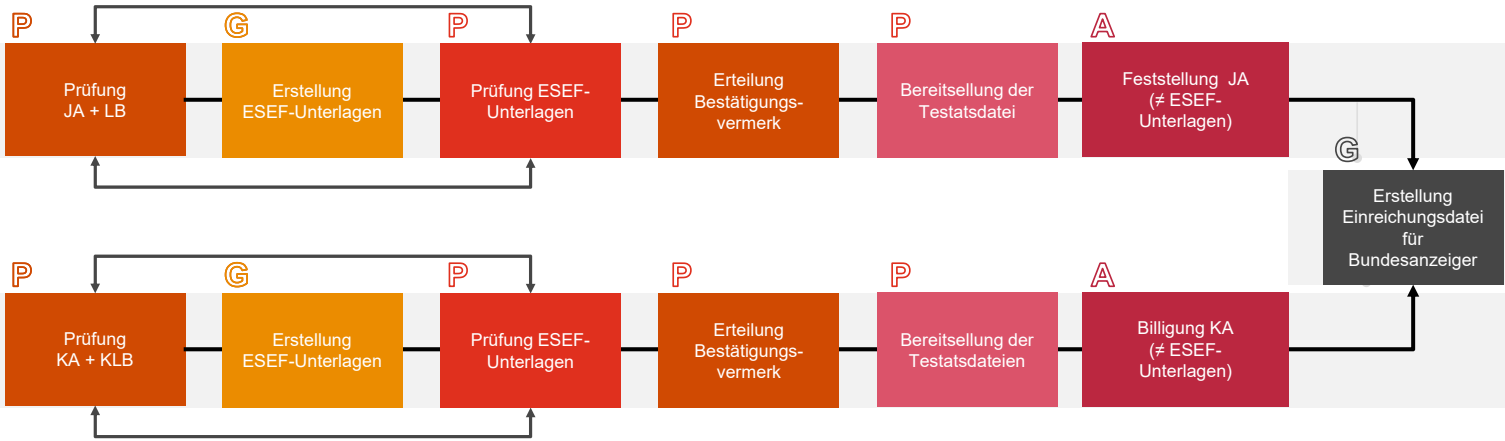 P
Prüfung
JA + LB
G
Erstellung
ESEF-Unterlagen
P
Prüfung ESEF-
Unterlagen
P
Erteilung
Bestätigungs-
vermerk
P
Bereitsellung der
Testatsdatei
A
Feststellung JA
(≠ ESEF-
Unterlagen)
G
Erstellung
Einreichungsdatei
für
Bundesanzeiger
P
Prüfung
KA + KLB
G
Erstellung
ESEF-Unterlagen
P
Prüfung ESEF-
Unterlagen
P
Erteilung
Bestätigungs-
vermerk
P
Bereitsellung der
Testatsdateien
A
Billigung KA
(≠ ESEF-
Unterlagen)